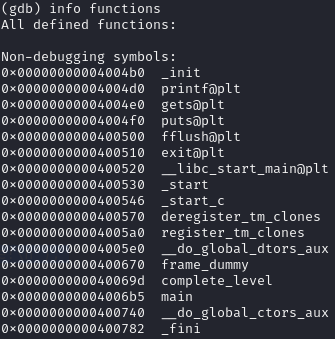 (gdb) info functions
All defined functions:
Non-debugging symbols:
0x00000000004004b0  _init
0x00000000004004d0  printf@plt
0x00000000004004e0  gets@plt
0x00000000004004f0  puts@plt
0x0000000000400500  fflush@plt
0x0000000000400510  exit@plt
0x0000000000400520  __libc_start_main@plt
0x0000000000400530  _start
0x0000000000400546  _start_c
0x0000000000400570  deregister_tm_clones
0x00000000004005a0  register_tm_clones
0x00000000004005e0  __do_global_dtors_aux
0x0000000000400670  frame_dummy
0x000000000040069d  complete_level
0x00000000004006b5  main
0x0000000000400740  __do_global_ctors_aux
0x0000000000400782  _fini